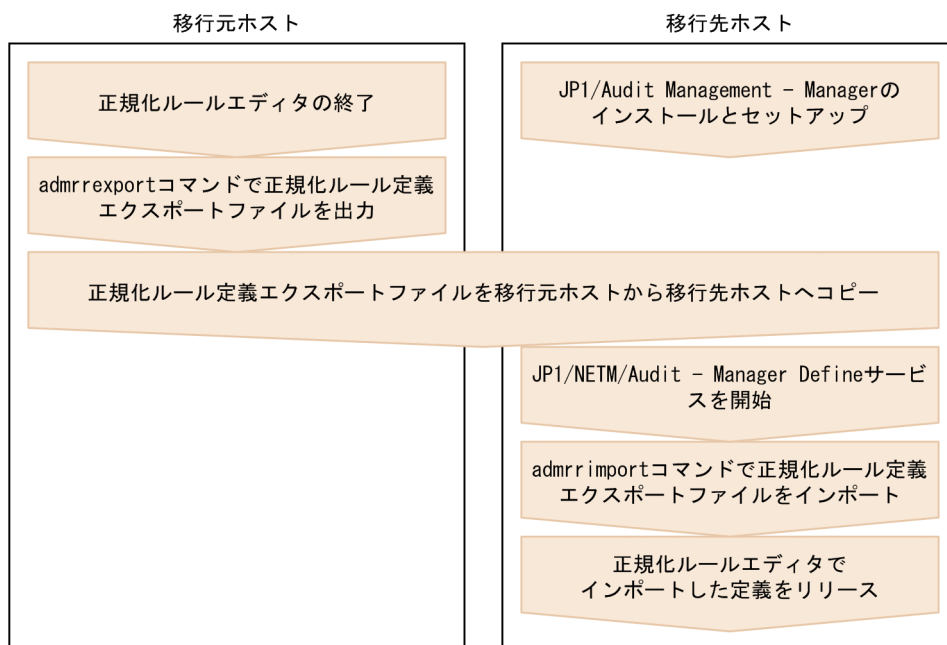 移行元ホスト
移行先ホスト
正規化ルールエディタの終了
JP1/Audit Management - Managerの
インストールとセットアップ
admrrexportコマンドで正規化ルール定義
エクスポートファイルを出力
正規化ルール定義エクスポートファイルを移行元ホストから移行先ホストへコピー
JP1/NETM/Audit - Manager Defineサービ
スを開始
admrrimportコマンドで正規化ルール定義
エクスポートファイルをインポート
正規化ルールエディタで
インポートした定義をリリース